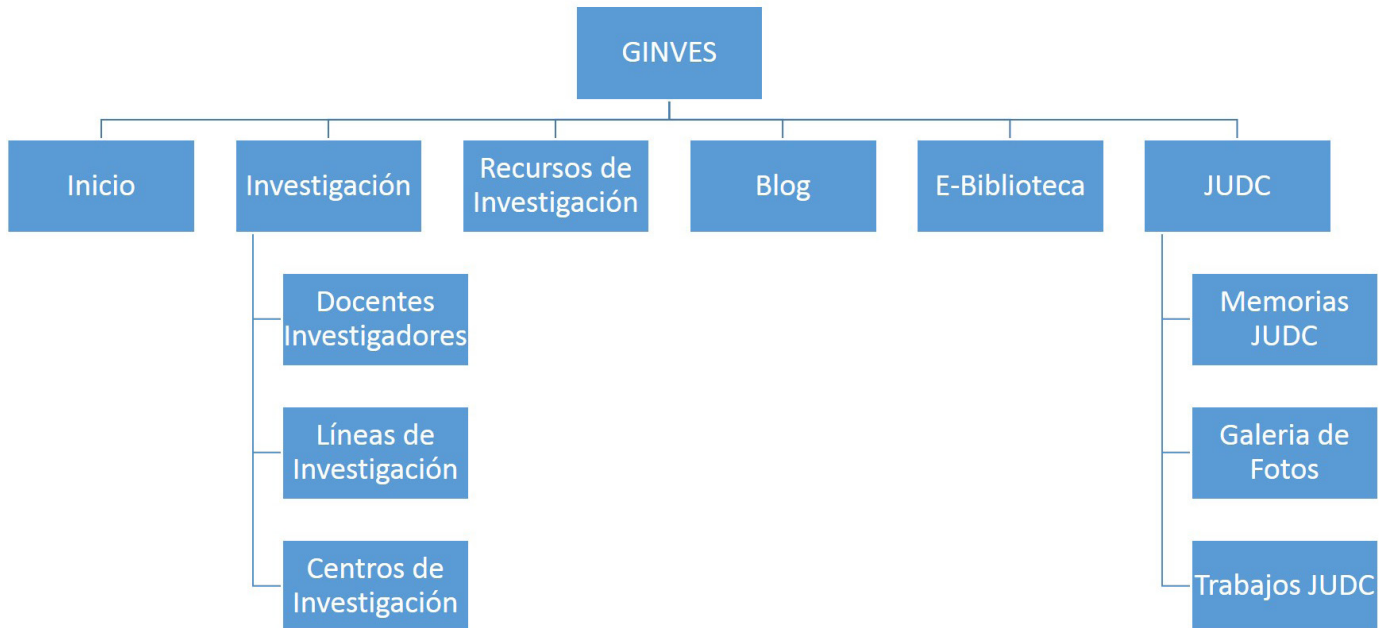 GINVES
Inicio
Investigación
Recursos de
Investigación
Blog
E-Biblioteca
JUDC
Docentes
Investigadores
Líneas de
Investigación
Centros de
Investigación
Memorias
JUDC
Galeria de
Fotos
Trabajos JUDC